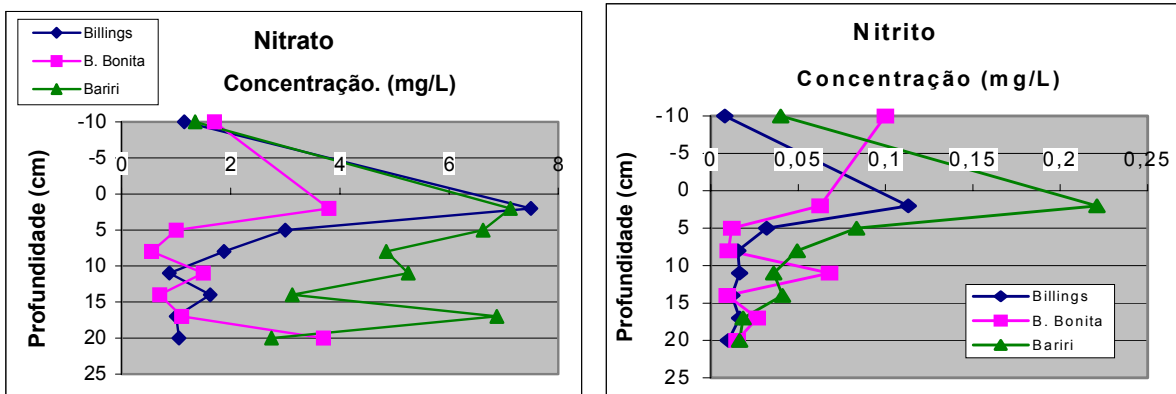 Billings
B. Bonita
Bariri
Nitrato
Concentração. (mg/L)
0 2 4 6 8
-10
-5
0
5
10
15
20
25
Profundidade (cm)
Nitrito
Concentração (mg/L)
0 0,05 0,1 0,15 0,2 0,25
-10
-5
0
5
10
15
20
25
Profundidade (cm)
Billings
B. Bonita
Bariri